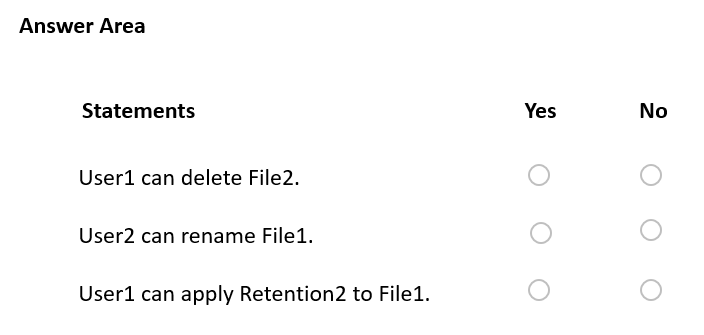 Answer Area
Statements Yes No
User1 can delete File2.
User2 can rename File1.
User1 can apply Retention2 to File1.